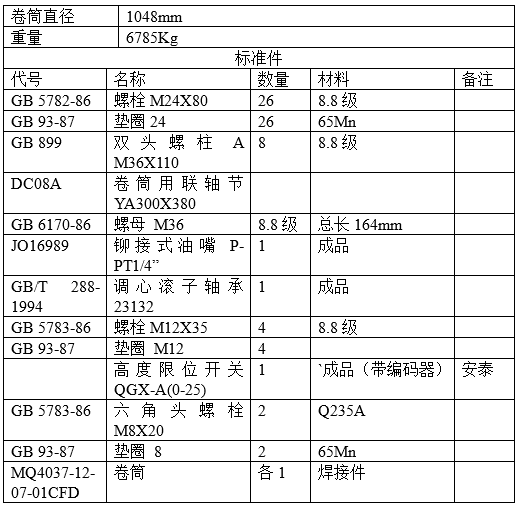 卷筒直径 1048mm
重量 6785Kg
标准件
代号 名称 数量 材料 备注
GB 5782-86 螺栓 M24X80 26 8.8 级
GB 93-87 垫圈 24 26 65Mn
GB 899 双头螺柱 A 8 8.8 级
M36X110
DC08A 卷筒用联轴节
YA300X380
GB 6170-86 螺母 M36 8.8 级 总长 164mm
JO16989 铆接式油嘴 P- 1 成品
PT1/4”
GB/T 288- 调心滚子轴承 1 成品
1994 23132
GB 5783-86 螺栓 M12X35 4 8.8 级
GB 93-87 垫圈 M12 4
高度限位开关 1 `成品（带编码器） 安泰
QGX-A(0-25)
GB 5783-86 六角头螺栓 2 Q235A
M8X20
GB 93-87 垫圈 8 2 65Mn
MQ4037-12- 卷筒 各 1 焊接件
07-01CFD